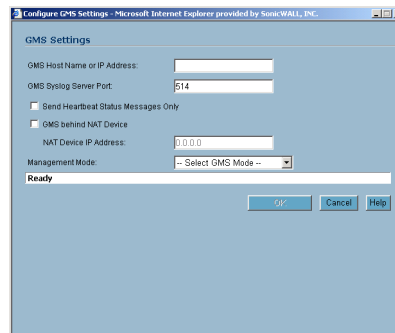 Configure GMS Settings - Microsoft Internet Explorer provided by SonicWALL, INC.
GMS Settings
GMS Host Name or IP Address:
GMS Syslog Server Port: 514
Send Heartbeat Status Messages Only
GMS behind NAT Device
NAT Device IP Address: 0.0.0.0
Management Mode: -- Select GMS Mode --
Ready
OK Cancel Help